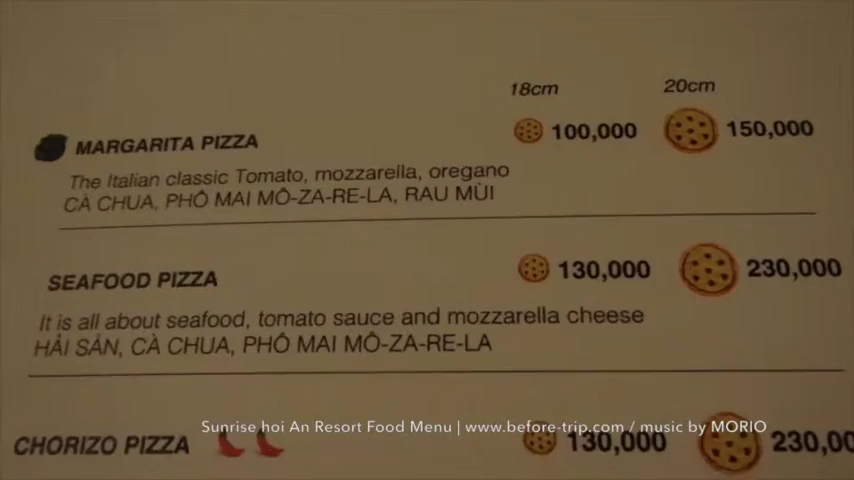 18cm 20cm
MARGARITA PIZZA 100,000 150,000
The Italian classic Tomato, mozzarella, oregano
CÀ CHUA, PHÔ MAI MÔ-ZA-RE-LA, RAU MÙI
SEAFOOD PIZZA 130,000 230,000
It is all about seafood, tomato sauce and mozzarella cheese
HẢI SẢN, CÀ CHUA, PHÔ MAI MÔ-ZA-RE-LA
Sunrise hoi An Resort Food Menu | www.before-trip.com / music by MORIO
CHORIZO PIZZA 130,000 230,00